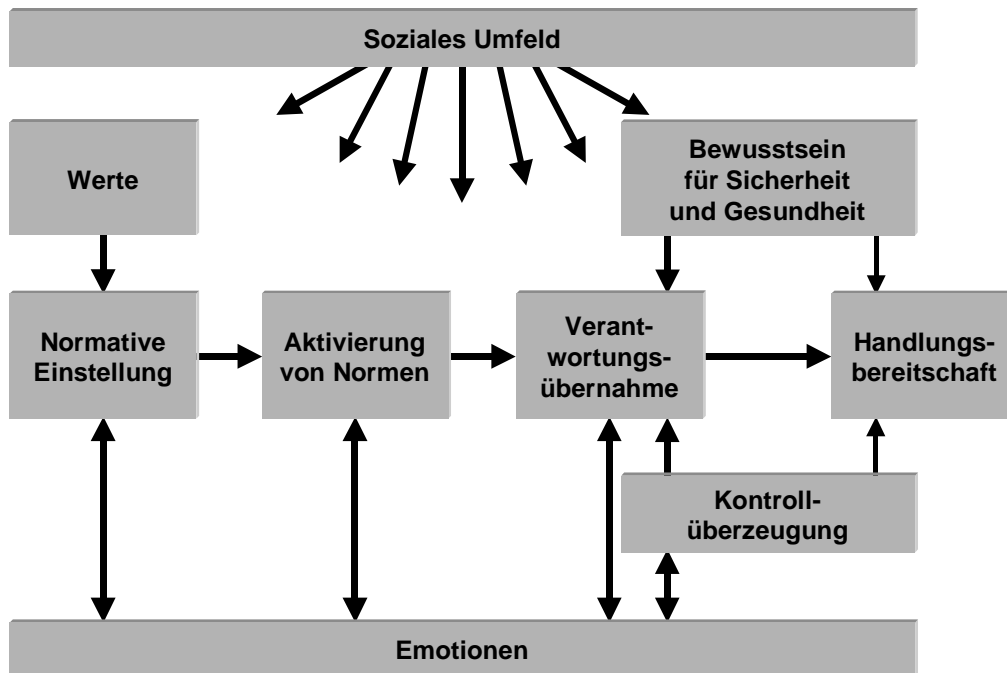 Soziales Umfeld
Werte
Bewusstsein
für Sicherheit
und Gesundheit
Normative
Einstellung
Aktivierung
von Normen
Verant-
wortungs-
übernahme
Handlungs-
bereitschaft
Kontroll-
überzeugung
Emotionen